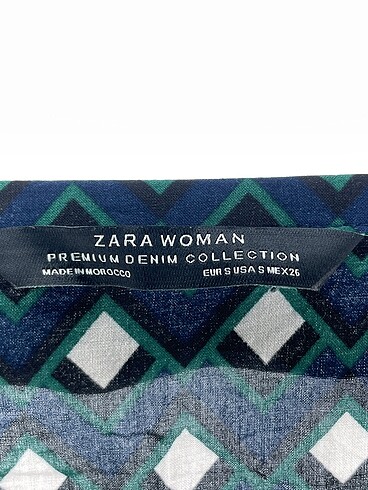 ZARA WOMAN
PREMIUM DENIM COLLECTION
MADE IN MOROCCO EUR S USA S MEX 26